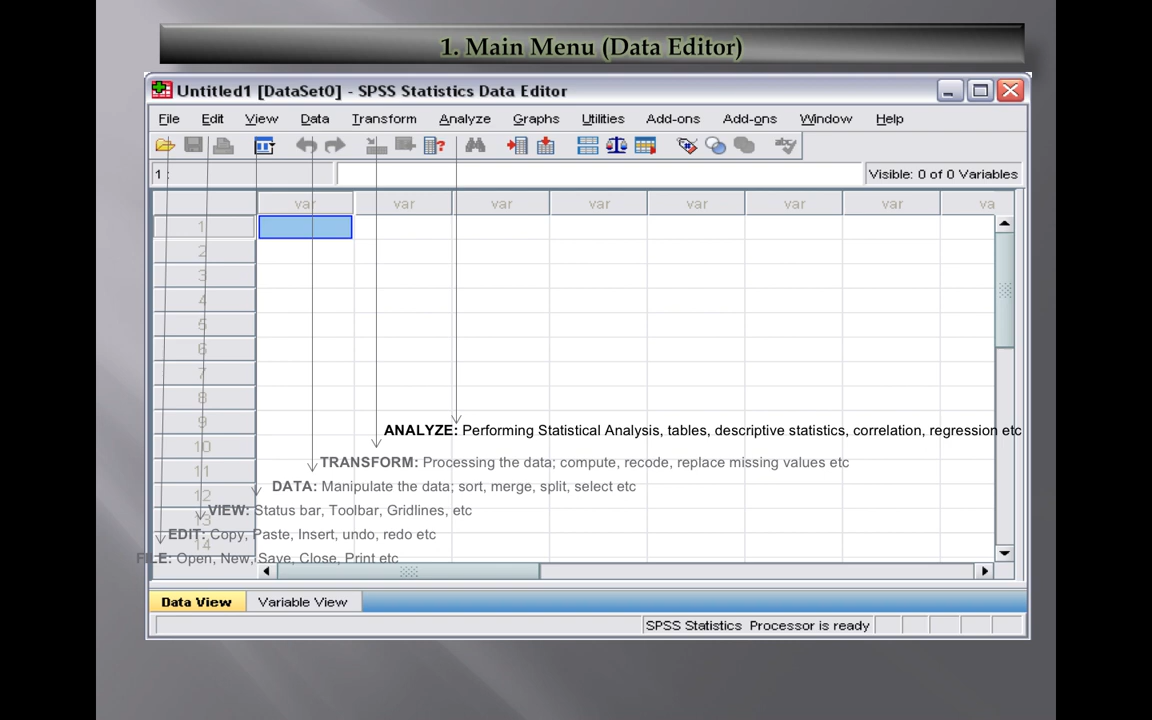 1. Main Menu (Data Editor)
Untitled1 [DataSet0] - SPSS Statistics Data Editor
File Edit View Data Transform Analyze Graphs Utilities Add-ons Add-ons Window Help
1 : Visible: 0 of 0 Variables
var var var var var var var va
1
2
3
4
5
6
7
8
9
ANALYZE: Performing Statistical Analysis, tables, descriptive statistics, correlation, regression etc
10
TRANSFORM: Processing the data; compute, recode, replace missing values etc
11
DATA: Manipulate the data; sort, merge, split, select etc
12
VIEW: Status bar, Toolbar, Gridlines, etc
13
EDIT: Copy, Paste, Insert, undo, redo etc
14
FILE: Open, New, Save, Close, Print etc
Data View Variable View
SPSS Statistics Processor is ready